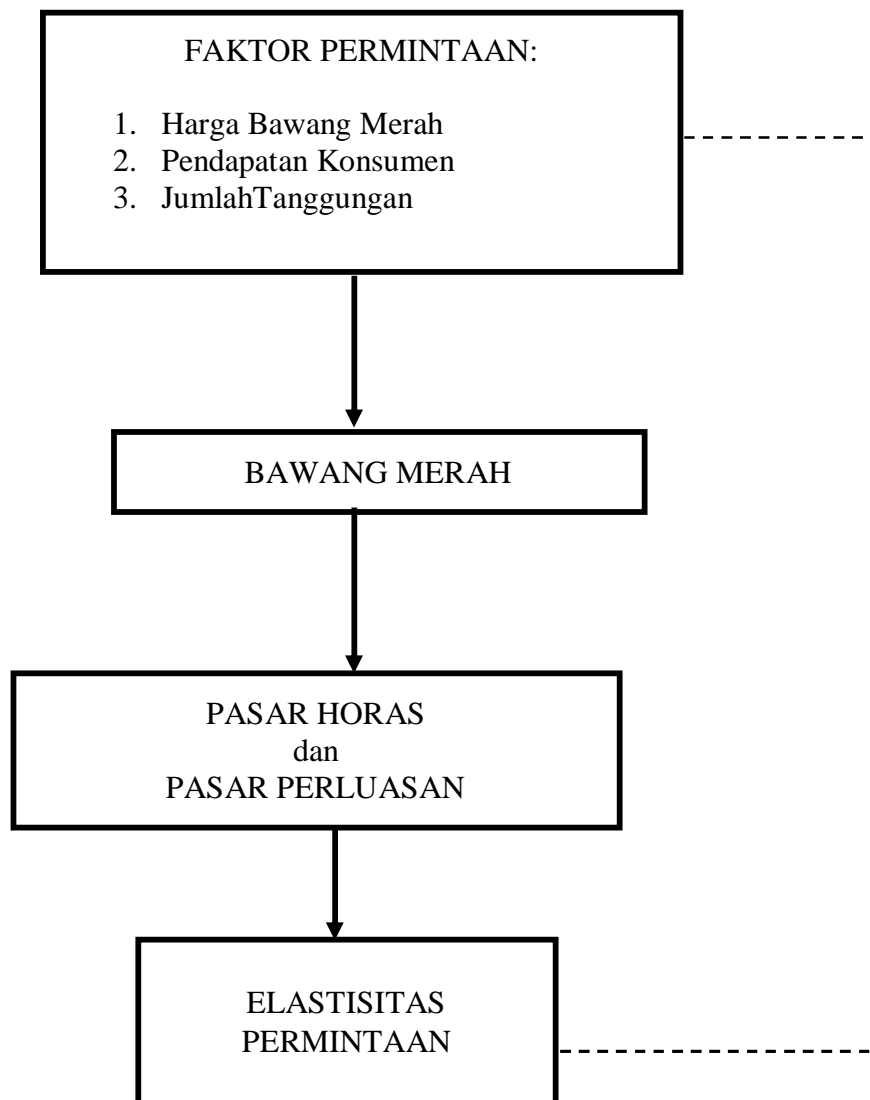 FAKTOR PERMINTAAN:
1. Harga Bawang Merah
2. Pendapatan Konsumen
3. JumlahTanggungan
BAWANG MERAH
PASAR HORAS
dan
PASAR PERLUASAN
ELASTISITAS
PERMINTAAN